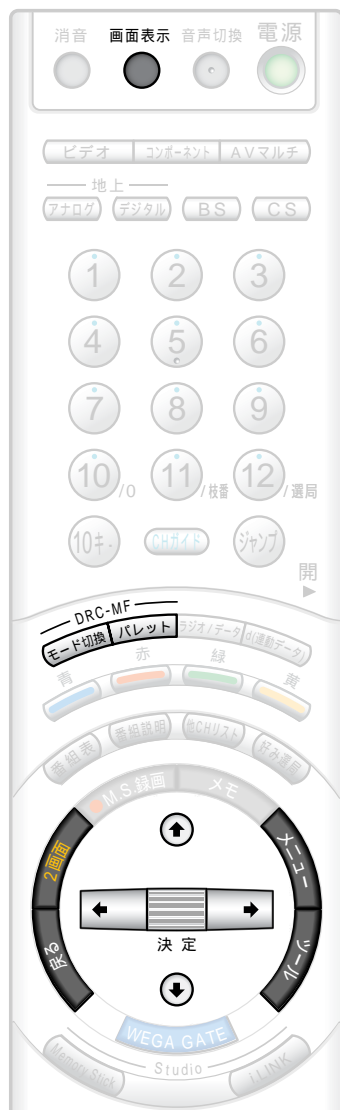 消音 画面表示 音声切換 電源
ビデオ コンポーネント AVマルチ
地上
アナログ デジタル BS CS
1 2 3
4 5 6
7 8 9
10/0 11/枝番 12/選局
10キー CHガイド ジャンプ
開
DRC-MF
モード切換 パレット ラジオ/データ d(連動データ)
青 赤 緑 黄
番組表 番組説明 他CHリスト 好み選局
M.S.録画 メモ
2画面 メニュー
決定
戻る ツール
WEGA GATE
Studio
Memory Stick i.LINK